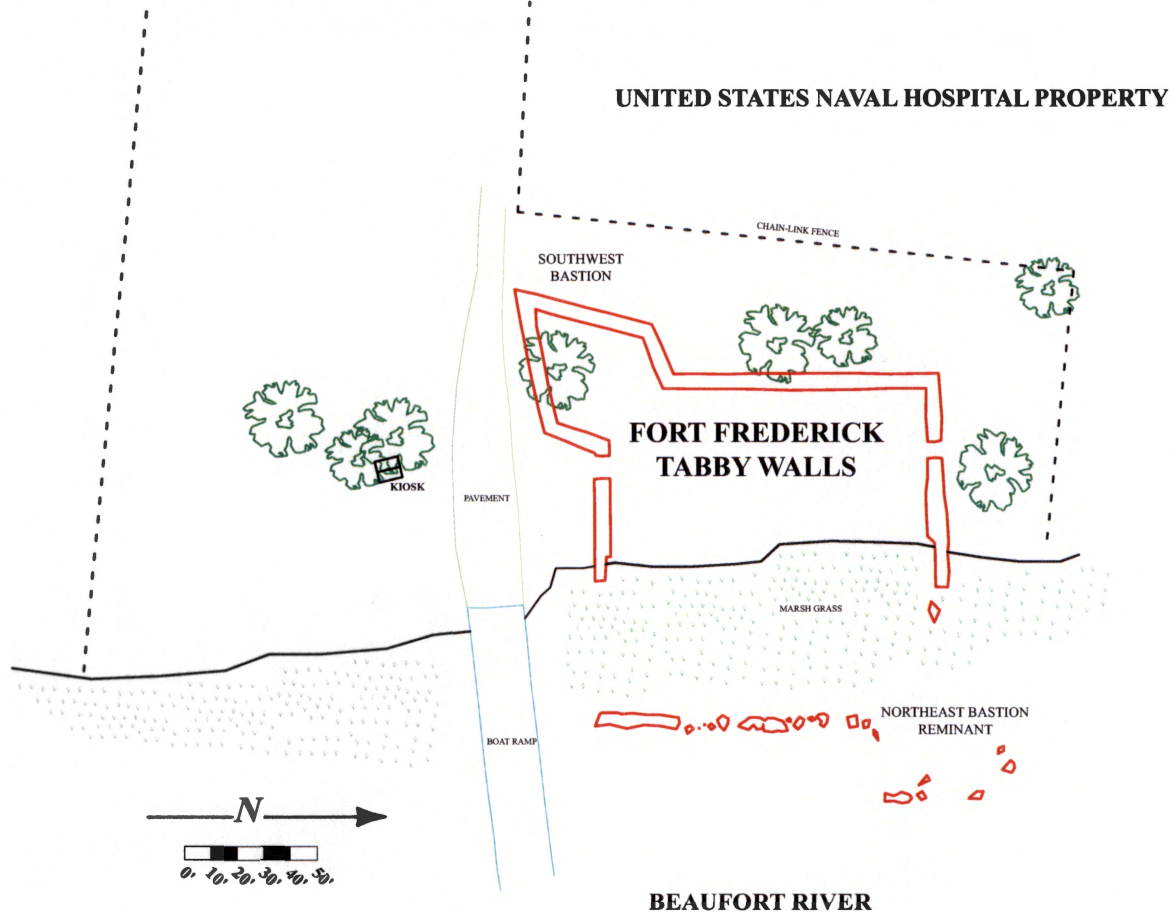 UNITED STATES NAVAL HOSPITAL PROPERTY
CHAIN-LINK FENCE
SOUTHWEST
BASTION
FORT FREDERICK
TABBY WALLS
KIOSK
PAVEMENT
MARSH GRASS
NORTHEAST BASTION
REMINANT
BOAT RAMP
N
0' 10' 20' 30' 40' 50'
BEAUFORT RIVER